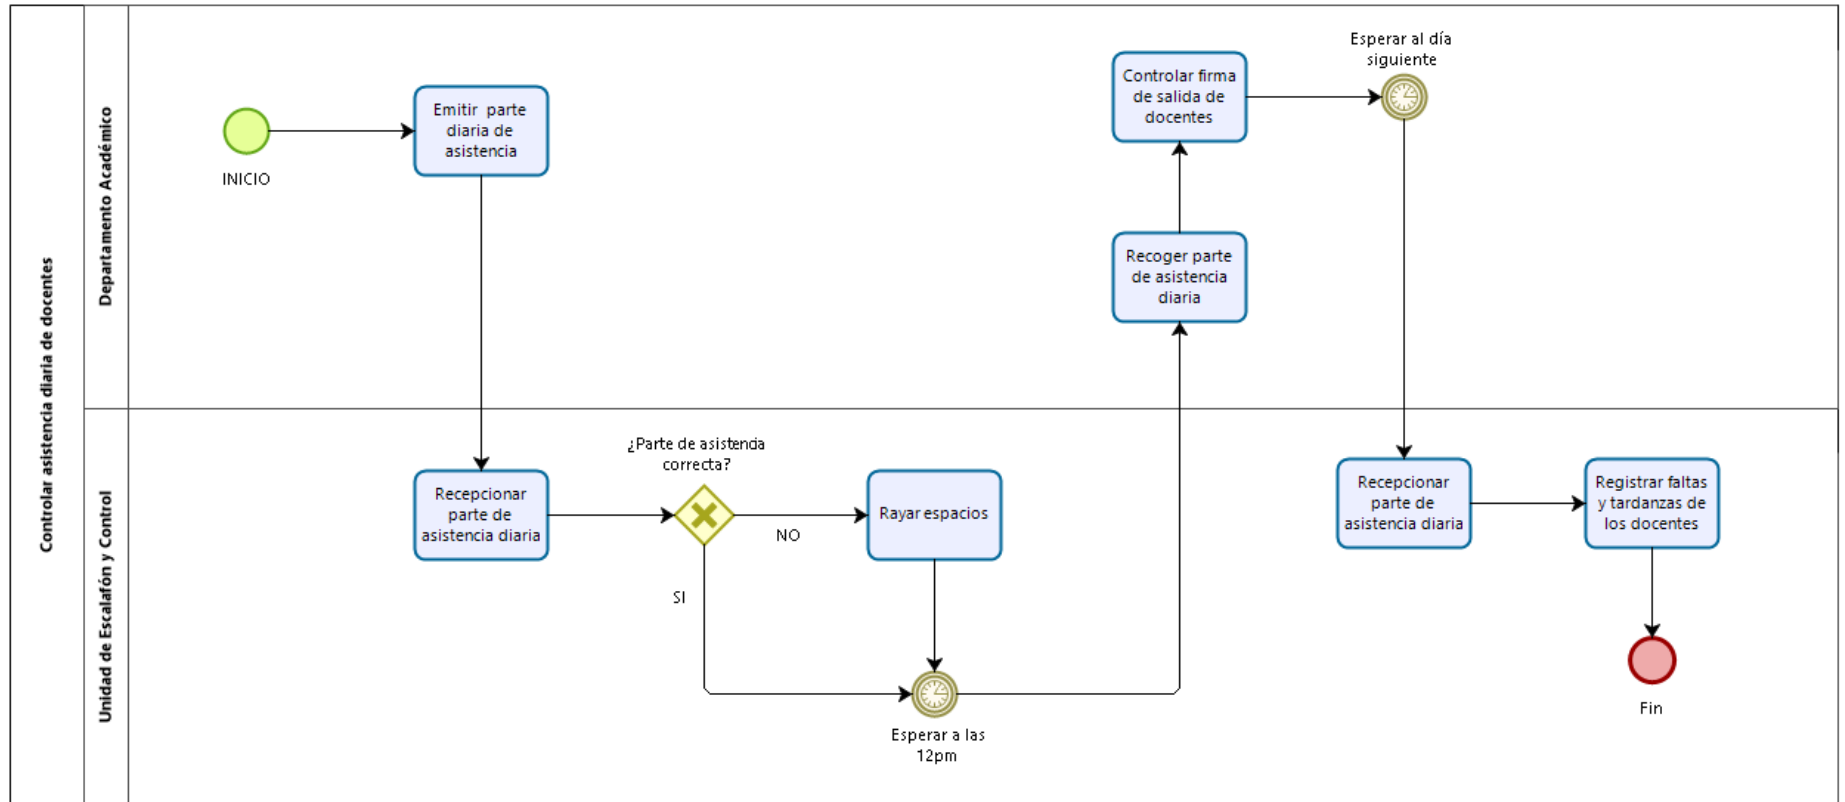 Controlar asistencia diaria de docentes
Departamento Académico
INICIO
Emitir parte
diaria de
asistencia
Controlar firma
de salida de
docentes
Esperar al día
siguiente
Recoger parte
de asistencia
diaria
Unidad de Escalafón y Control
Recepcionar
parte de
asistencia diaria
¿Parte de asistencia
correcta?
NO
SI
Rayar espacios
Esperar a las
12pm
Recepcionar
parte de
asistencia diaria
Registrar faltas
y tardanzas de
los docentes
Fin